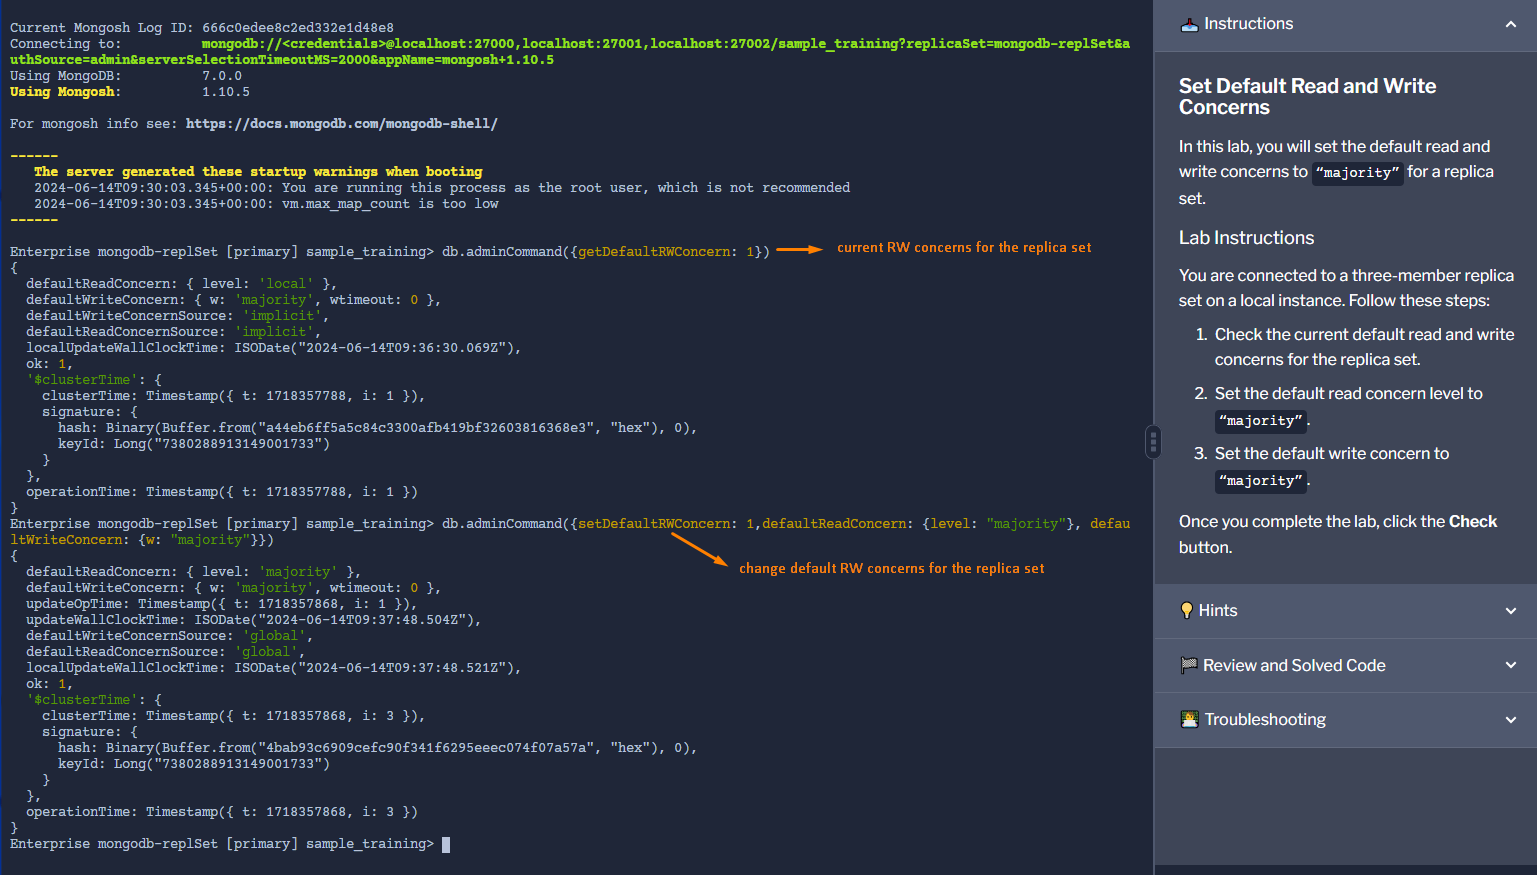 Current Mongosh Log ID: 666c0edee8c2ed332e1d48e8
Connecting to:          mongodb://<credentials>@localhost:27000,localhost:27001,localhost:27002/sample_training?replicaSet=mongodb-replSet&a
uthSource=admin&serverSelectionTimeoutMS=2000&appName=mongosh+1.10.5
Using MongoDB:          7.0.0
Using Mongosh:          1.10.5
For mongosh info see: https://docs.mongodb.com/mongodb-shell/
------
   The server generated these startup warnings when booting
   2024-06-14T09:30:03.345+00:00: You are running this process as the root user, which is not recommended
   2024-06-14T09:30:03.345+00:00: vm.max_map_count is too low
------
Enterprise mongodb-replSet [primary] sample_training> db.adminCommand({getDefaultRWConcern: 1})
current RW concerns for the replica set
{
  defaultReadConcern: { level: 'local' },
  defaultWriteConcern: { w: 'majority', wtimeout: 0 },
  defaultWriteConcernSource: 'implicit',
  defaultReadConcernSource: 'implicit',
  localUpdateWallClockTime: ISODate("2024-06-14T09:36:30.069Z"),
  ok: 1,
  '$clusterTime': {
    clusterTime: Timestamp({ t: 1718357788, i: 1 }),
    signature: {
      hash: Binary(Buffer.from("a44eb6ff5a5c84c3300afb419bf32603816368e3", "hex"), 0),
      keyId: Long("7380288913149001733")
    }
  },
  operationTime: Timestamp({ t: 1718357788, i: 1 })
}
Enterprise mongodb-replSet [primary] sample_training> db.adminCommand({setDefaultRWConcern: 1,defaultReadConcern: {level: "majority"}, defau
ltWriteConcern: {w: "majority"}})
change default RW concerns for the replica set
{
  defaultReadConcern: { level: 'majority' },
  defaultWriteConcern: { w: 'majority', wtimeout: 0 },
  updateOpTime: Timestamp({ t: 1718357868, i: 1 }),
  updateWallClockTime: ISODate("2024-06-14T09:37:48.504Z"),
  defaultWriteConcernSource: 'global',
  defaultReadConcernSource: 'global',
  localUpdateWallClockTime: ISODate("2024-06-14T09:37:48.521Z"),
  ok: 1,
  '$clusterTime': {
    clusterTime: Timestamp({ t: 1718357868, i: 3 }),
    signature: {
      hash: Binary(Buffer.from("4bab93c6909cefc90f341f6295eeec074f07a57a", "hex"), 0),
      keyId: Long("7380288913149001733")
    }
  },
  operationTime: Timestamp({ t: 1718357868, i: 3 })
}
Enterprise mongodb-replSet [primary] sample_training>
Instructions
Set Default Read and Write
Concerns
In this lab, you will set the default read and
write concerns to “majority” for a replica
set.
Lab Instructions
You are connected to a three-member replica
set on a local instance. Follow these steps:
1. Check the current default read and write
concerns for the replica set.
2. Set the default read concern level to
“majority”.
3. Set the default write concern to
“majority”.
Once you complete the lab, click the Check
button.
Hints
Review and Solved Code
Troubleshooting